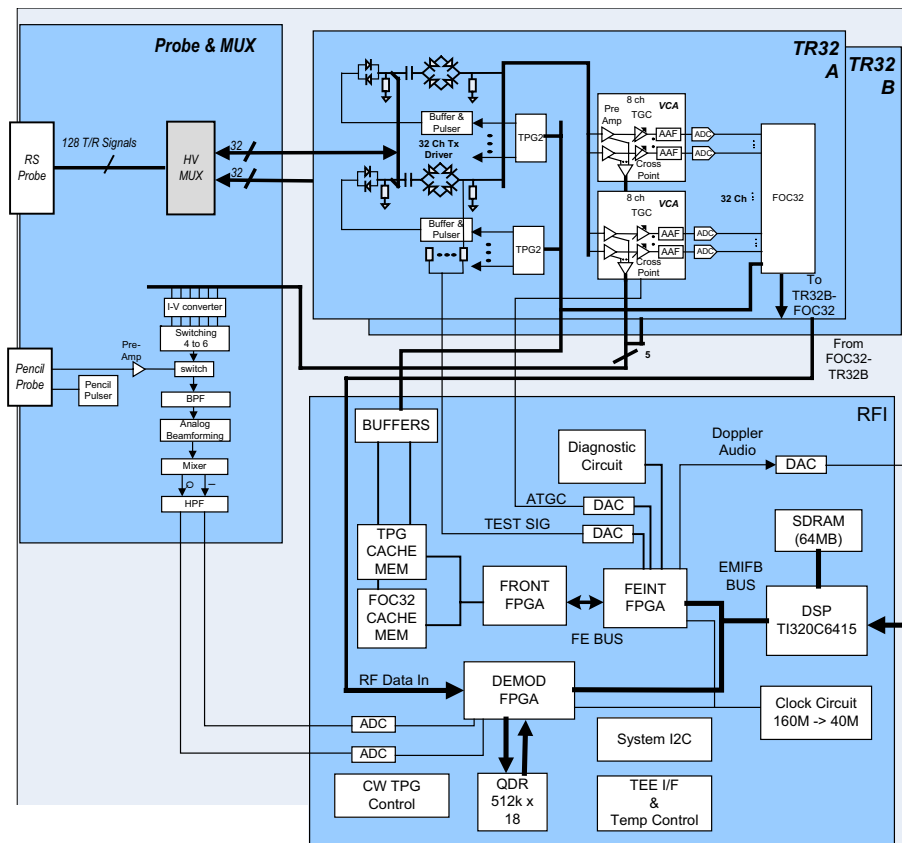 Probe & MUX
RS
Probe
128 T/R Signals
HV
MUX
32
32
I-V converter
Switching
4 to 6
Pre-
Amp
switch
Pencil
Probe
Pencil
Pulser
BPF
Analog
Beamforming
Mixer
Q
I
HPF
TR32
A
TR32
B
Buffer &
Pulser
32 Ch Tx
Driver
TPG2
Buffer &
Pulser
TPG2
8 ch
TGC
VCA
Pre
Amp
AAF
ADC
AAF
ADC
Cross
Point
8 ch
TGC
VCA
AAF
ADC
AAF
ADC
Cross
Point
32 Ch
FOC32
To
TR32B-
FOC32
5
From
FOC32-
TR32B
RFI
BUFFERS
Diagnostic
Circuit
Doppler
Audio
DAC
ATGC
DAC
TEST SIG
DAC
SDRAM
(64MB)
TPG
CACHE
MEM
FOC32
CACHE
MEM
FRONT
FPGA
FEINT
FPGA
EMIFB
BUS
DSP
TI320C6415
FE BUS
RF Data In
DEMOD
FPGA
Clock Circuit
160M -> 40M
ADC
ADC
System I2C
CW TPG
Control
QDR
512k x
18
TEE I/F
&
Temp Control